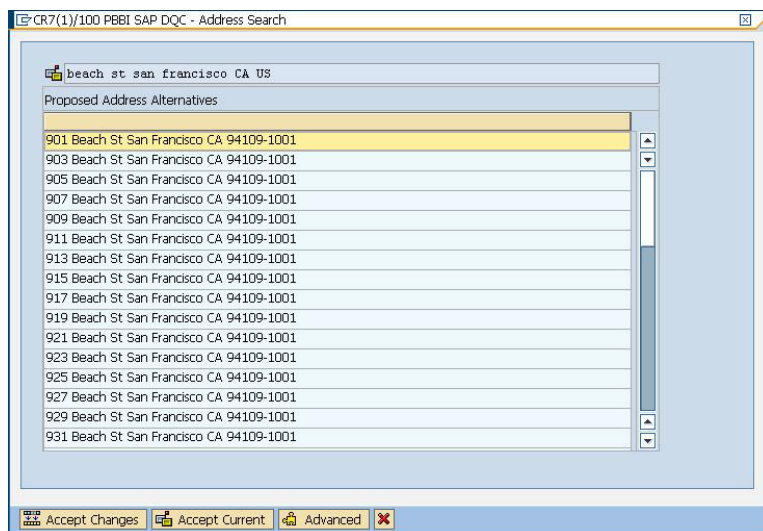 CR7(1)/100 PBBI SAP DQC - Address Search
beach st san francisco CA US
Proposed Address Alternatives
901 Beach St San Francisco CA 94109-1001
903 Beach St San Francisco CA 94109-1001
905 Beach St San Francisco CA 94109-1001
907 Beach St San Francisco CA 94109-1001
909 Beach St San Francisco CA 94109-1001
911 Beach St San Francisco CA 94109-1001
913 Beach St San Francisco CA 94109-1001
915 Beach St San Francisco CA 94109-1001
917 Beach St San Francisco CA 94109-1001
919 Beach St San Francisco CA 94109-1001
921 Beach St San Francisco CA 94109-1001
923 Beach St San Francisco CA 94109-1001
925 Beach St San Francisco CA 94109-1001
927 Beach St San Francisco CA 94109-1001
929 Beach St San Francisco CA 94109-1001
931 Beach St San Francisco CA 94109-1001
Accept Changes Accept Current Advanced